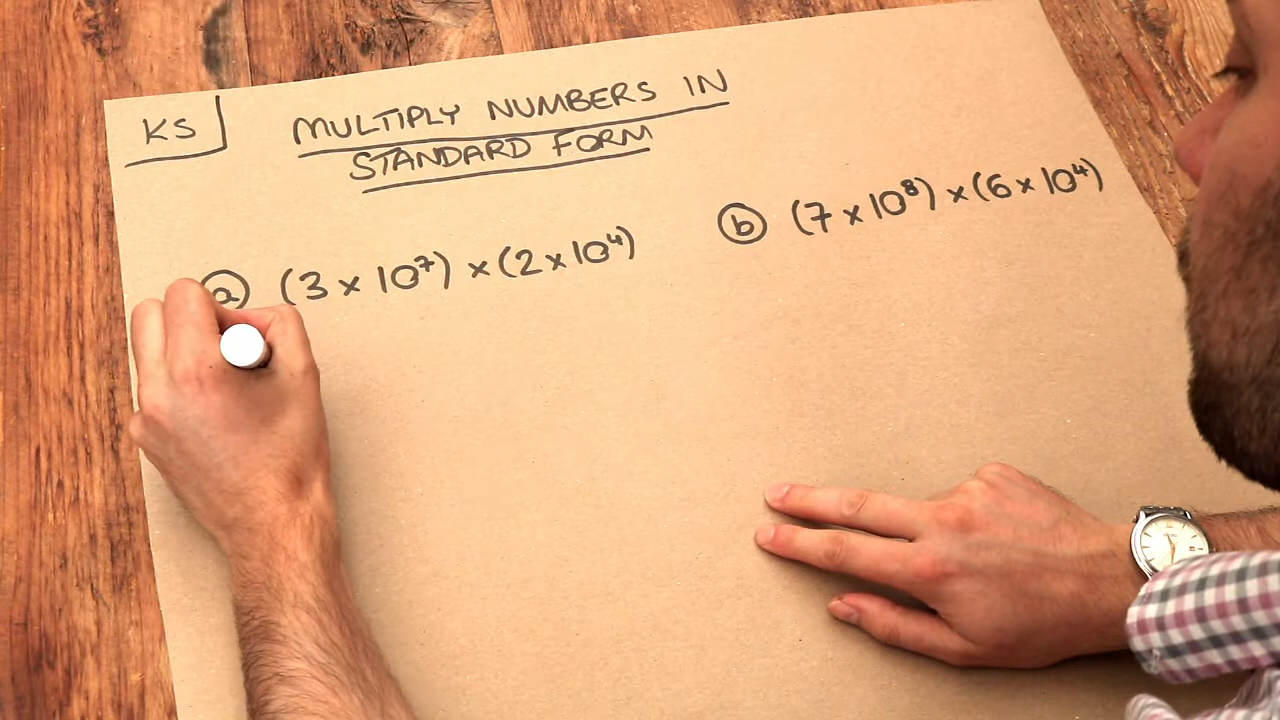 KS
MULTIPLY NUMBERS IN
STANDARD FORM
a (3 × 10⁷) × (2 × 10⁴)
b (7 × 10⁸) × (6 × 10⁴)